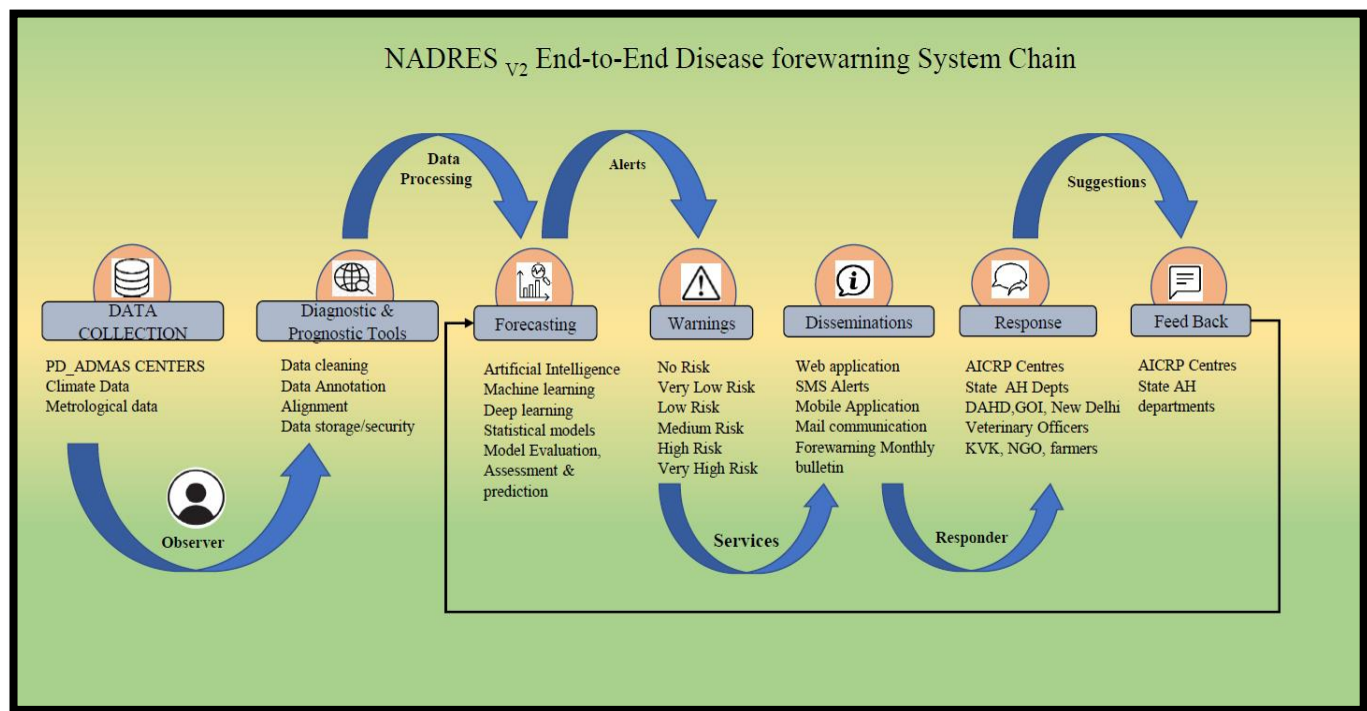 NADRES V2 End-to-End Disease forewarning System Chain
Data
Processing
Alerts
Suggestions
DATA
COLLECTION
PD_ADMAS CENTERS
Climate Data
Metrological data
Observer
Diagnostic &
Prognostic Tools
Data cleaning
Data Annotation
Alignment
Data storage/security
Forecasting
Artificial Intelligence
Machine learning
Deep learning
Statistical models
Model Evaluation,
Assessment &
prediction
Warnings
No Risk
Very Low Risk
Low Risk
Medium Risk
High Risk
Very High Risk
Services
Disseminations
Web application
SMS Alerts
Mobile Application
Mail communication
Forewarning Monthly
bulletin
Responder
Response
AICRP Centres
State AH Depts
DAHD,GOI, New Delhi
Veterinary Officers
KVK, NGO, farmers
Feed Back
AICRP Centres
State AH
departments